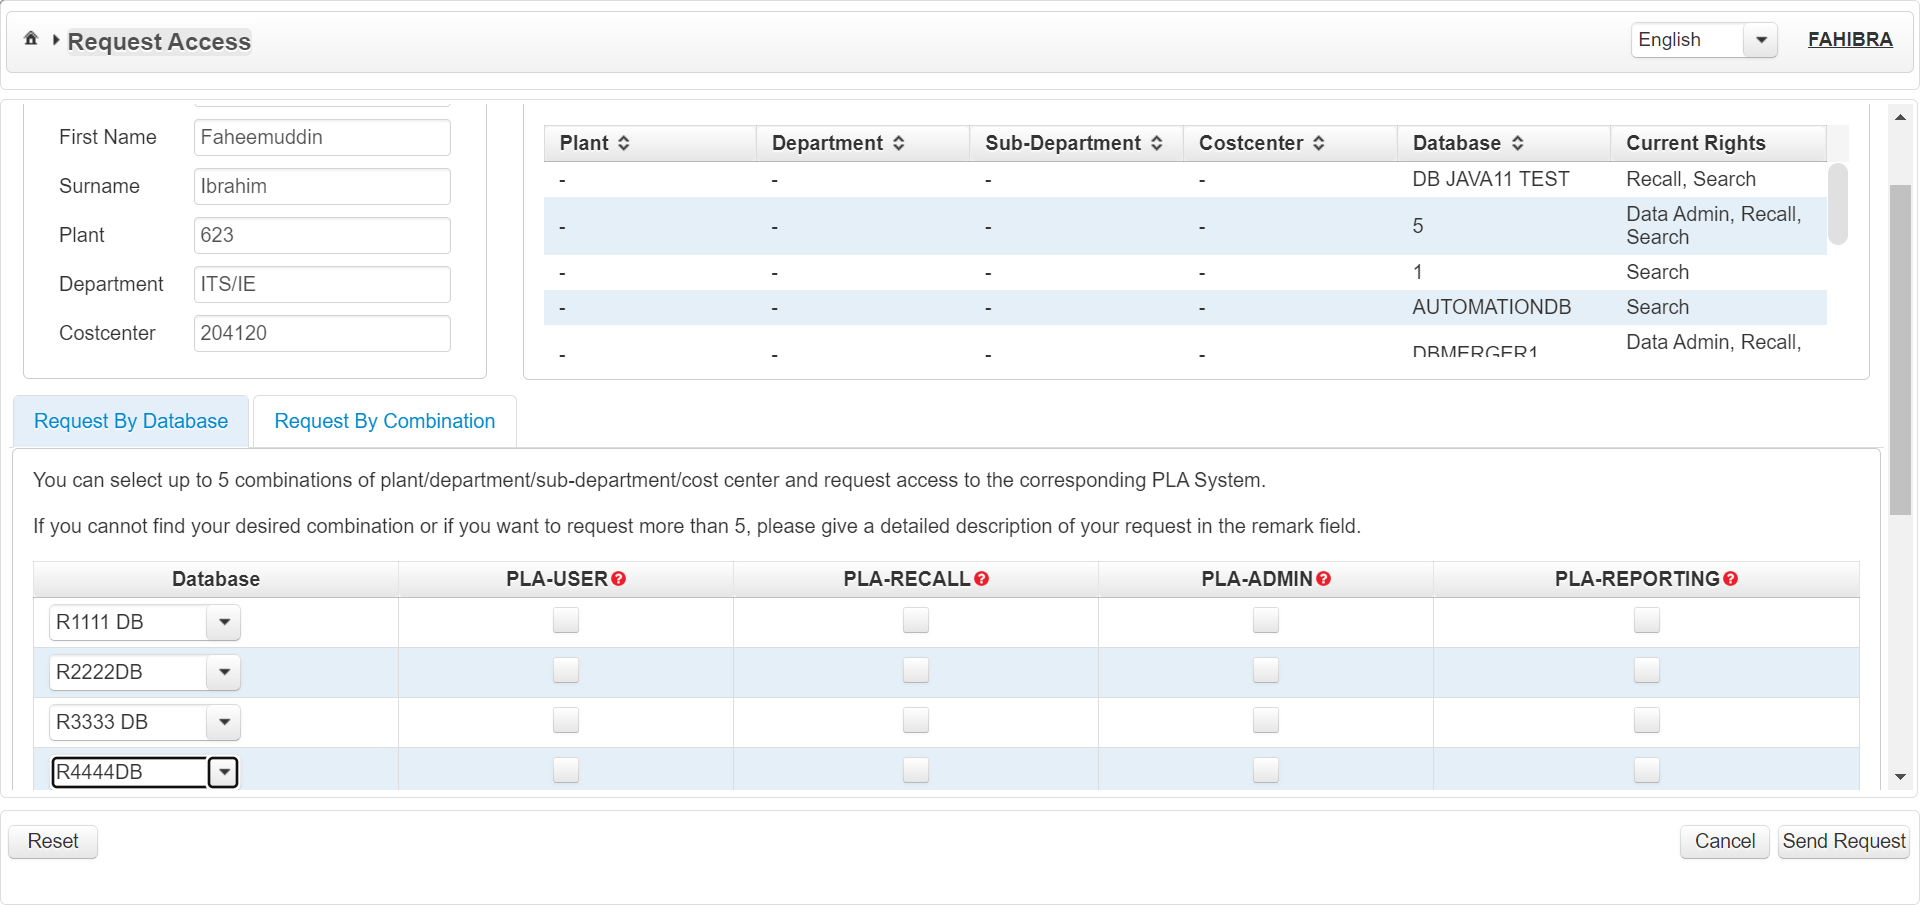 Request Access
English
FAHIBRA
First Name
Faheemuddin
Surname
Ibrahim
Plant
623
Department
ITS/IE
Costcenter
204120
Plant Department Sub-Department Costcenter Database Current Rights
- - - - DB JAVA11 TEST Recall, Search
- - - - 5 Data Admin, Recall,
Search
- - - - 1 Search
- - - - AUTOMATIONDB Search
- - - - DBMERGER1 Data Admin, Recall,
Request By Database
Request By Combination
You can select up to 5 combinations of plant/department/sub-department/cost center and request access to the corresponding PLA System.
If you cannot find your desired combination or if you want to request more than 5, please give a detailed description of your request in the remark field.
Database PLA-USER? PLA-RECALL? PLA-ADMIN? PLA-REPORTING?
R1111 DB
R2222DB
R3333 DB
R4444DB
Reset
Cancel
Send Request